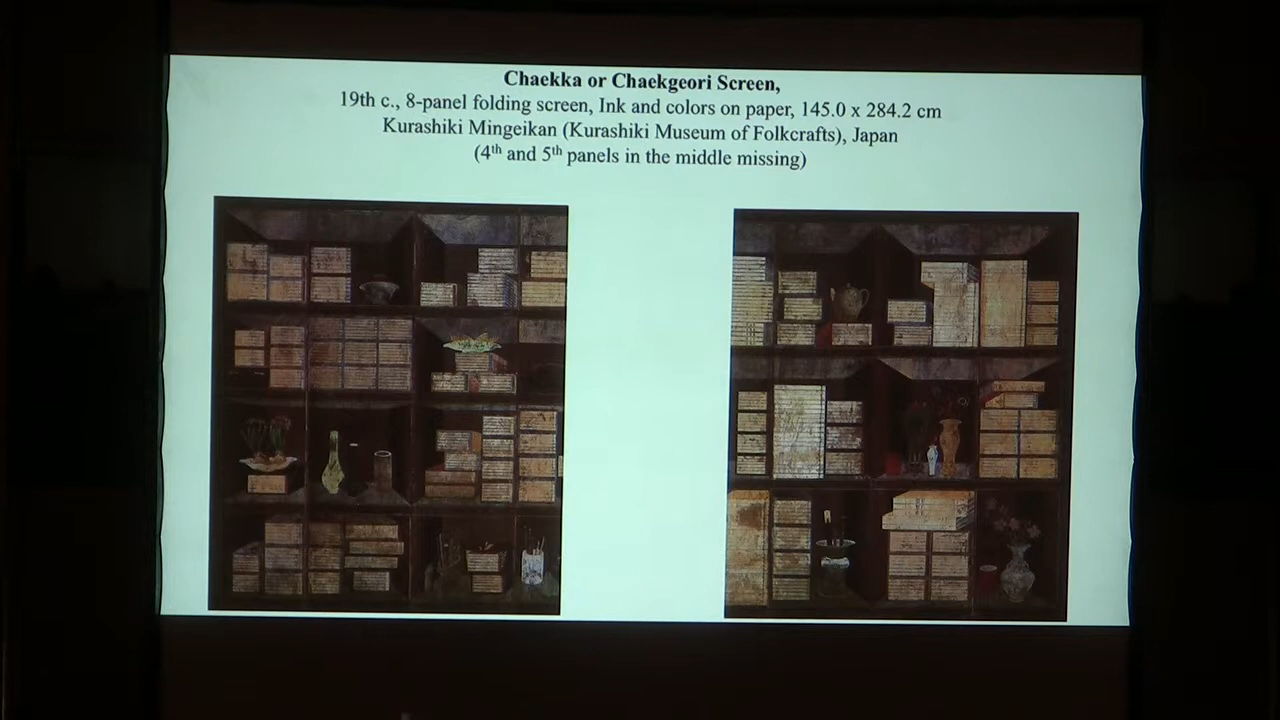 Chaekka or Chaekgeori Screen,
19th c., 8-panel folding screen, Ink and colors on paper, 145.0 x 284.2 cm
Kurashiki Mingeikan (Kurashiki Museum of Folkcrafts), Japan
(4th and 5th panels in the middle missing)